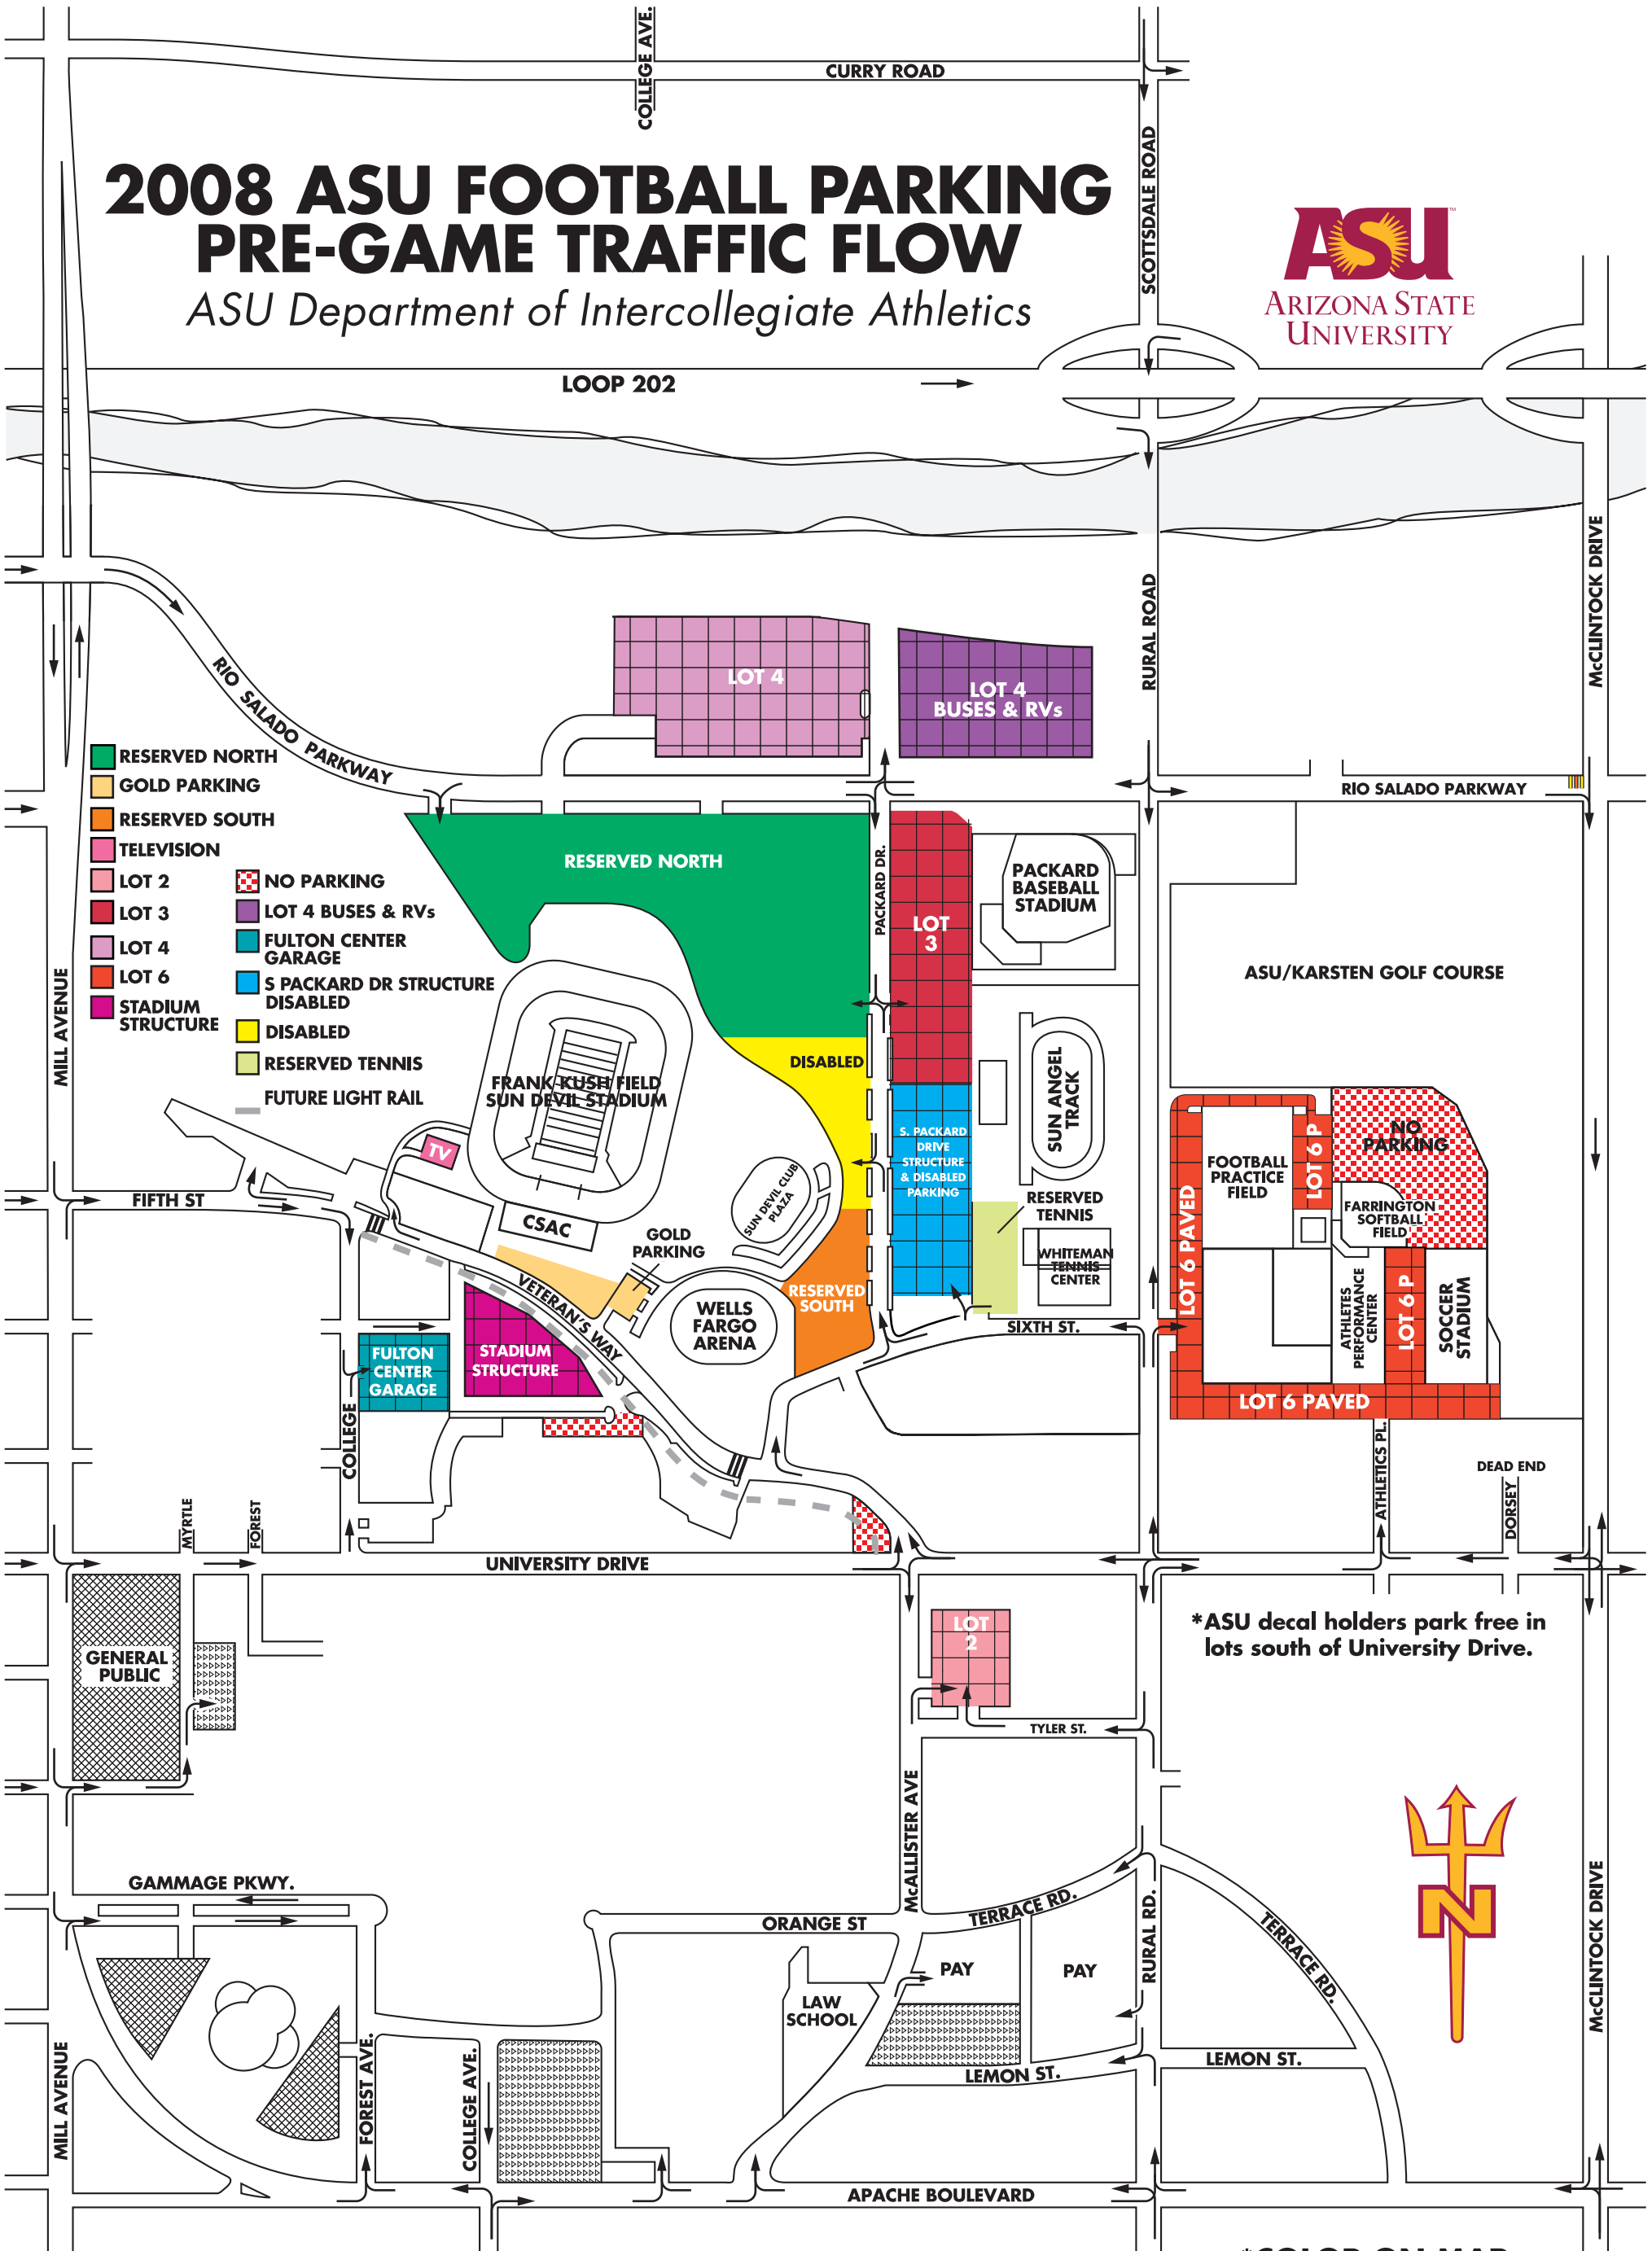 COLLEGE AVE.
CURRY ROAD
SCOTTSDALE ROAD
2008 ASU FOOTBALL PARKING
PRE-GAME TRAFFIC FLOW
ASU Department of Intercollegiate Athletics
ASU
ARIZONA STATE
UNIVERSITY
LOOP 202
RURAL ROAD
McCLINTOCK DRIVE
RIO SALADO PARKWAY
LOT 4
LOT 4
BUSES & RVs
RIO SALADO PARKWAY
RESERVED NORTH
GOLD PARKING
RESERVED SOUTH
TELEVISION
LOT 2
LOT 3
LOT 4
LOT 6
STADIUM
STRUCTURE
NO PARKING
LOT 4 BUSES & RVs
FULTON CENTER
GARAGE
S PACKARD DR STRUCTURE
DISABLED
DISABLED
RESERVED TENNIS
FUTURE LIGHT RAIL
MILL AVENUE
RESERVED NORTH
PACKARD DR.
LOT
3
PACKARD
BASEBALL
STADIUM
ASU/KARSTEN GOLF COURSE
DISABLED
FRANK KUSH FIELD
SUN DEVIL STADIUM
SUN ANGEL
TRACK
S. PACKARD
DRIVE
STRUCTURE
& DISABLED
PARKING
TV
FIFTH ST
CSAC
SUN DEVIL CLUB
PLAZA
GOLD
PARKING
RESERVED
TENNIS
WHITEMAN
TENNIS
CENTER
FOOTBALL
PRACTICE
FIELD
LOT 6 P
NO
PARKING
FARRINGTON
SOFTBALL
FIELD
LOT 6 PAVED
ATHLETES
PERFORMANCE
CENTER
LOT 6 P
SOCCER
STADIUM
LOT 6 PAVED
VETERAN'S WAY
WELLS
FARGO
ARENA
RESERVED
SOUTH
SIXTH ST.
FULTON
CENTER
GARAGE
STADIUM
STRUCTURE
COLLEGE
ATHLETICS PL.
DEAD END
DORSEY
MYRTLE
FOREST
UNIVERSITY DRIVE
GENERAL
PUBLIC
LOT
2
*ASU decal holders park free in
lots south of University Drive.
TYLER ST.
McALLISTER AVE
GAMMAGE PKWY.
ORANGE ST
TERRACE RD.
RURAL RD.
TERRACE RD.
McCLINTOCK DRIVE
N
PAY
PAY
LAW
SCHOOL
LEMON ST.
LEMON ST.
MILL AVENUE
FOREST AVE.
COLLEGE AVE.
APACHE BOULEVARD
*COLOR ON MAP